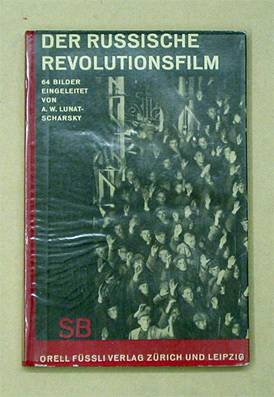 DER RUSSISCHE
REVOLUTIONSFILM
64 BILDER
EINGELEITET
VON
A. W. LUNAT-
SCHARSKY
SB
ORELL FÜSSLI VERLAG ZÜRICH UND LEIPZIG